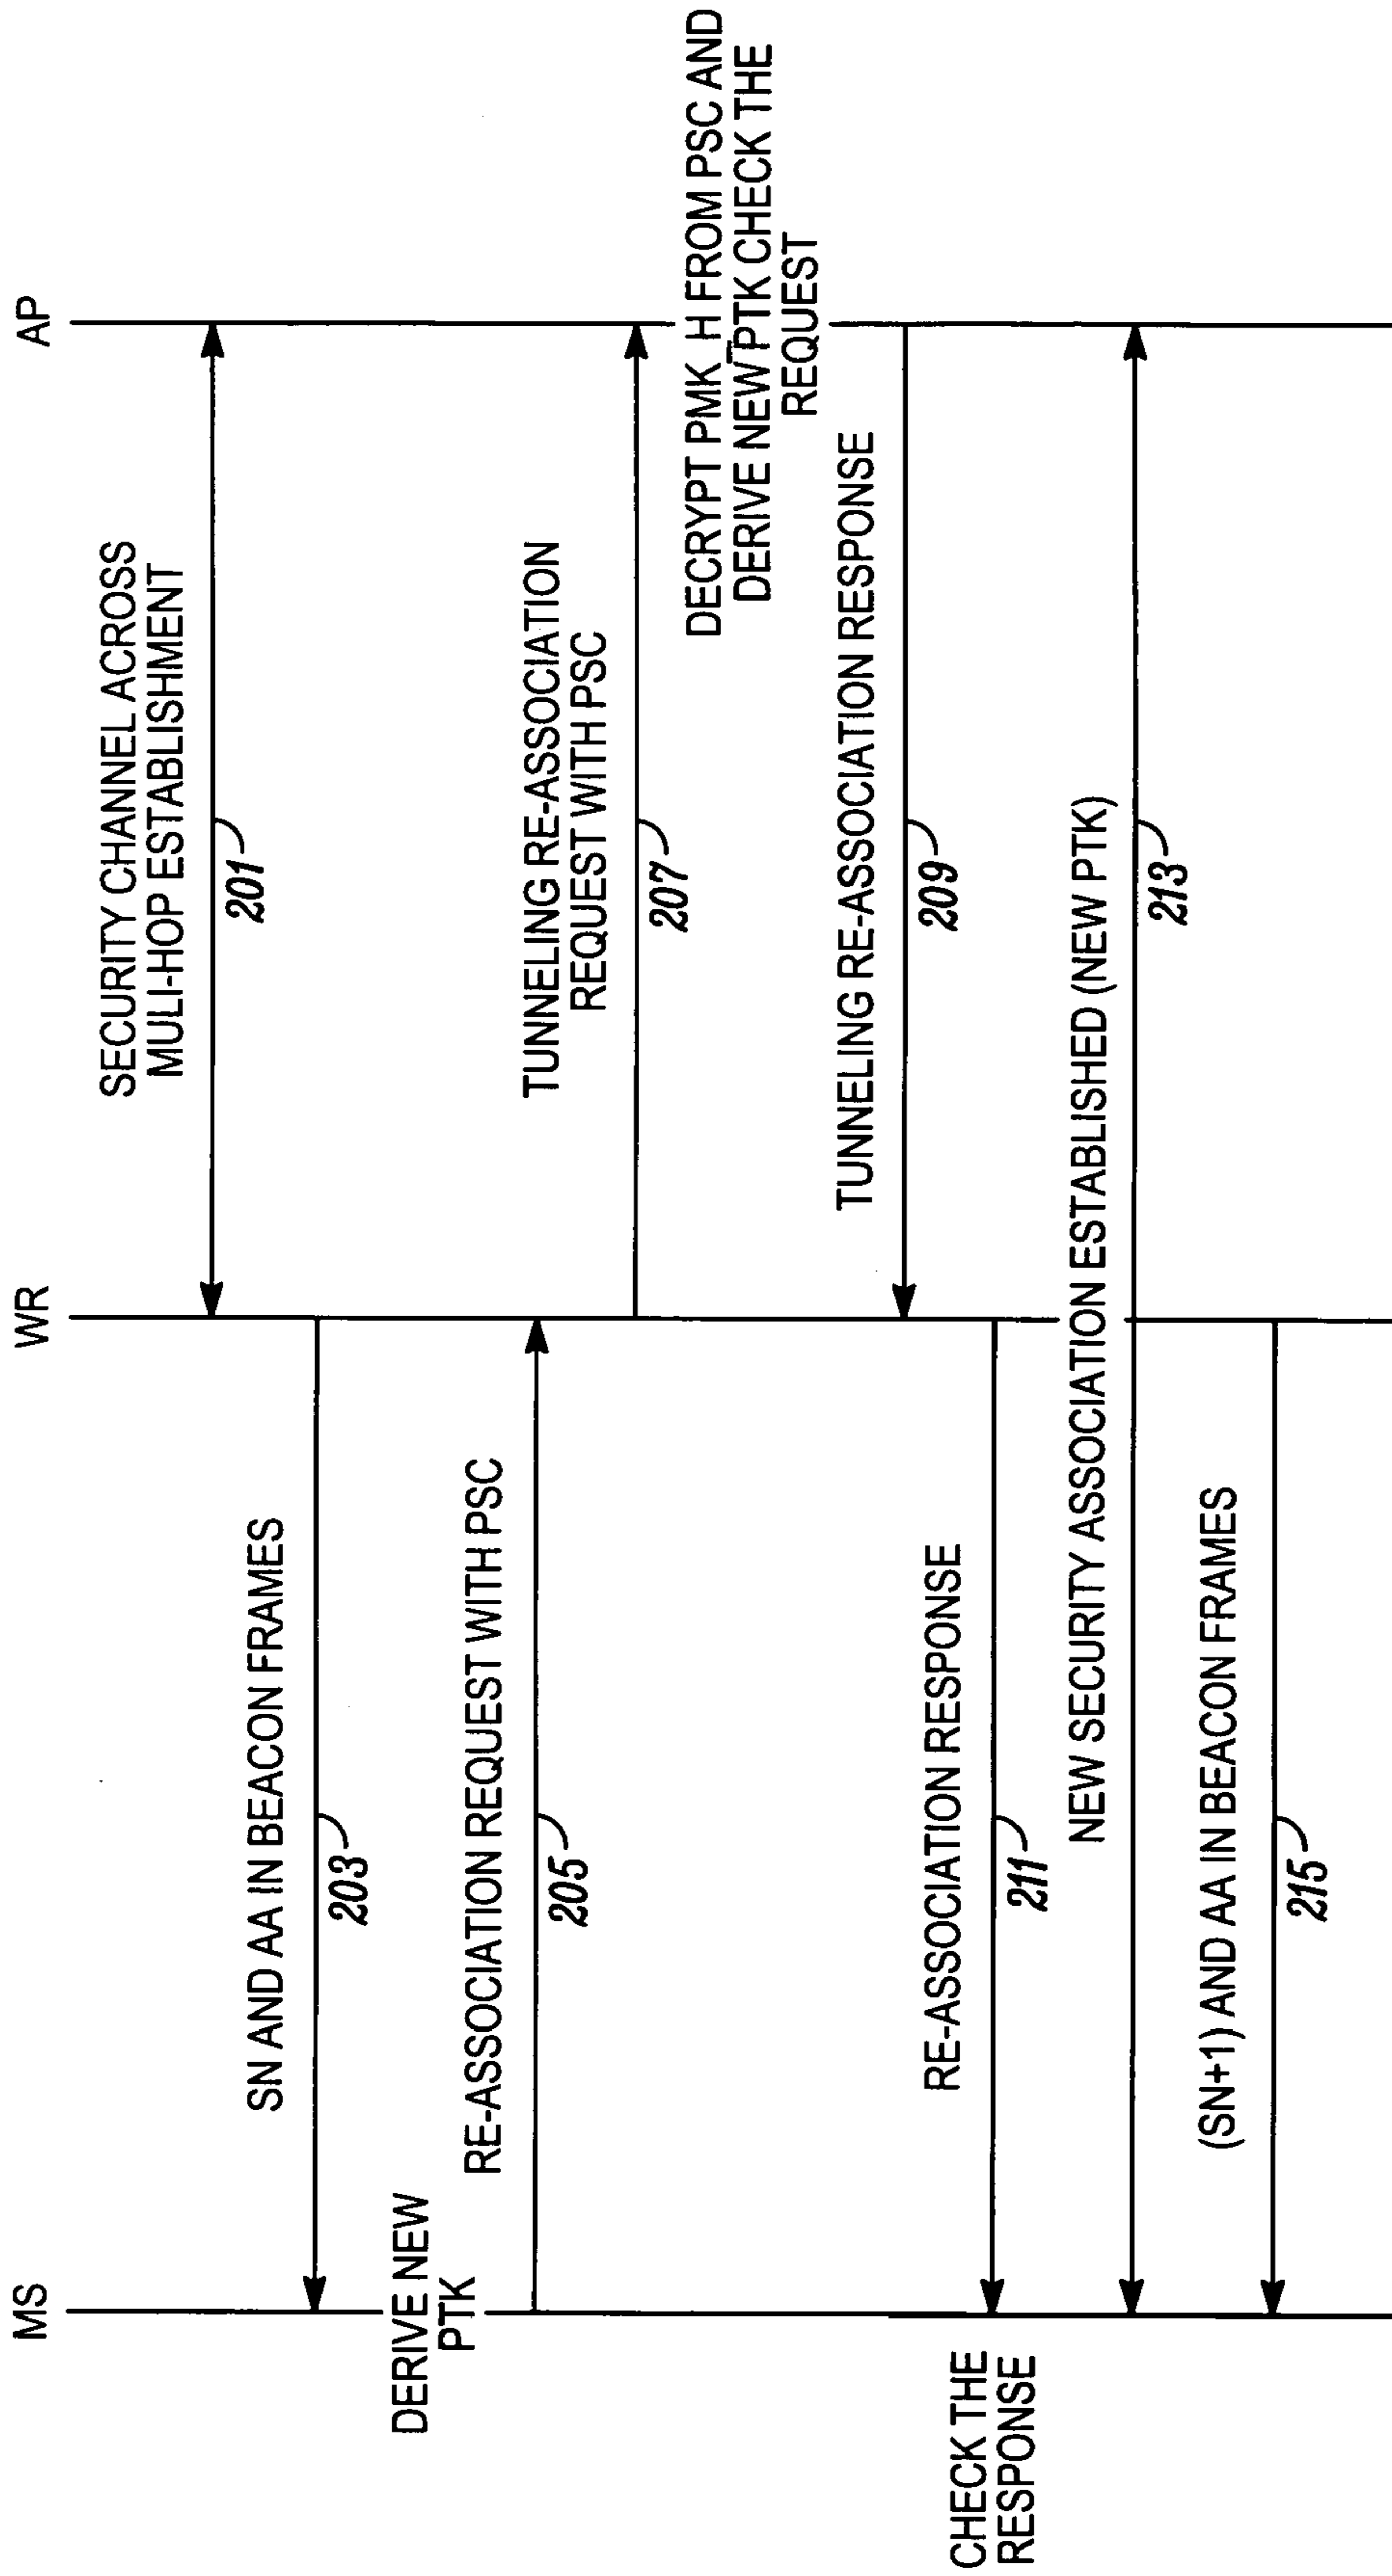 MS
WR
AP
SECURITY CHANNEL ACROSS
MULI-HOP ESTABLISHMENT
201
SN AND AA IN BEACON FRAMES
203
DERIVE NEW
PTK
RE-ASSOCIATION REQUEST WITH PSC
205
TUNNELING RE-ASSOCIATION
REQUEST WITH PSC
207
DECRYPT PMK_H FROM PSC AND
DERIVE NEW PTK CHECK THE
REQUEST
TUNNELING RE-ASSOCIATION RESPONSE
209
RE-ASSOCIATION RESPONSE
211
CHECK THE
RESPONSE
NEW SECURITY ASSOCIATION ESTABLISHED (NEW PTK)
213
(SN+1) AND AA IN BEACON FRAMES
215